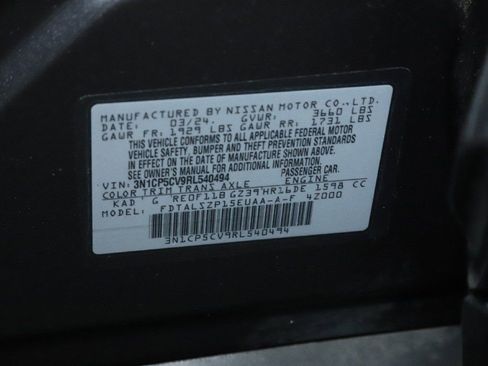 MANUFACTURED BY NISSAN MOTOR CO.,LTD.
DATE: 03/24 GVWR: 3660 LBS
GAWR FR: 1929 LBS GAWR RR: 1731 LBS
THIS VEHICLE CONFORMS TO ALL APPLICABLE FEDERAL MOTOR
VEHICLE SAFETY, BUMPER AND THEFT PREVENTION STANDARDS
IN EFFECT ON THE DATE OF MANUFACTURE SHOWN ABOVE.
SEE OWNER'S MANUAL FOR ADDITIONAL INFORMATION.
VIN: 3N1CP5CV9RL540494 PASSENGER CAR.
COLOR TRIM TRANS AXLE ENGINE
KAD G RE0F11B GZ39 HR16DE 1598 CC
MODEL: FDTALSZP15EUAA-A-F 4Z000
3N1CP5CV9RL540494